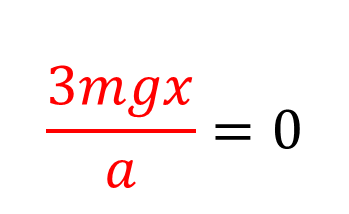 3mgx
a = 0